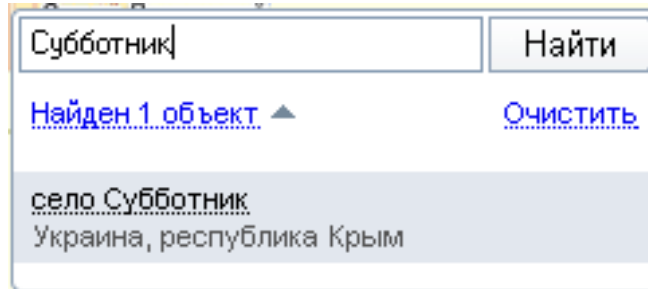 Субботник
Найти
Найден 1 объект
Очистить
село Субботник
Украина, республика Крым